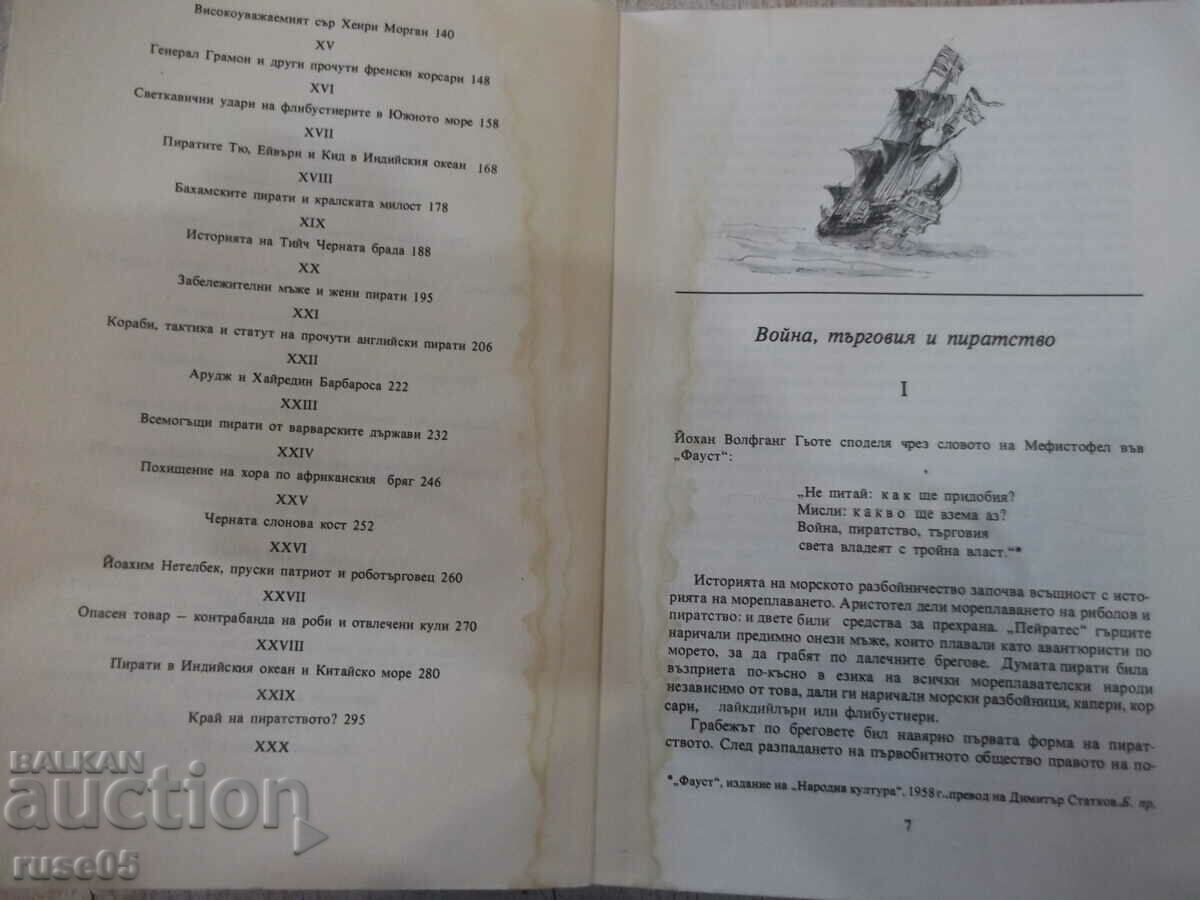 Високоуважаемият сър Хенри Морган 140
XV
Генерал Грамон и други прочути френски корсари 148
XVI
Светкавични удари на флибустиерите в Южното море 158
XVII
Пиратите Тю, Ейвъри и Кид в Индийския океан 168
XVIII
Бахамските пирати и кралската милост 178
XIX
Историята на Тийч Черната брада 188
XX
Забележителни мъже и жени пирати 195
XXI
Кораби, тактика и статут на прочути английски пирати 206
XXII
Арудж и Хайредин Барбароса 222
XXIII
Всемогъщи пирати от варварските държави 232
XXIV
Похищение на хора по африканския бряг 246
XXV
Черната слонова кост 252
XXVI
Йоахим Нетелбек, пруски патриот и роботърговец 260
XXVII
Опасен товар – контрабанда на роби и отвлечени кули 270
XXVIII
Пирати в Индийския океан и Китайско море 280
XXIX
Край на пиратството? 295
XXX
Война, търговия и пиратство
I
Йохан Волфганг Гьоте споделя чрез словото на Мефистофел във
„Фауст“:
„Не питай: как ще придобия?
Мисли: какво ще взема аз?
Война, пиратство, търговия
света владеят с тройна власт.“*
Историята на морското разбойничество започва всъщност с исто-
рията на мореплаването. Аристотел дели мореплаването на риболов и
пиратство: и двете били средства за прехрана. „Пейратес“ гърците
наричали предимно онези мъже, които плавали като авантюристи по
морето, за да грабят по далечните брегове. Думата пирати била
възприета по-късно в езика на всички мореплавателски народи
независимо от това, дали ги наричали морски разбойници, капери, кор
сари, лайкдийлъри или флибустиери.
Грабежът по бреговете бил навярно първата форма на пират-
ството. След разпадането на първобитното общество правото на по-
*„Фауст“, издание на „Народна култура“, 1958 г.,превод на Димитър Статков.,Б. пр.
7
BALKAN
auction
ruse05